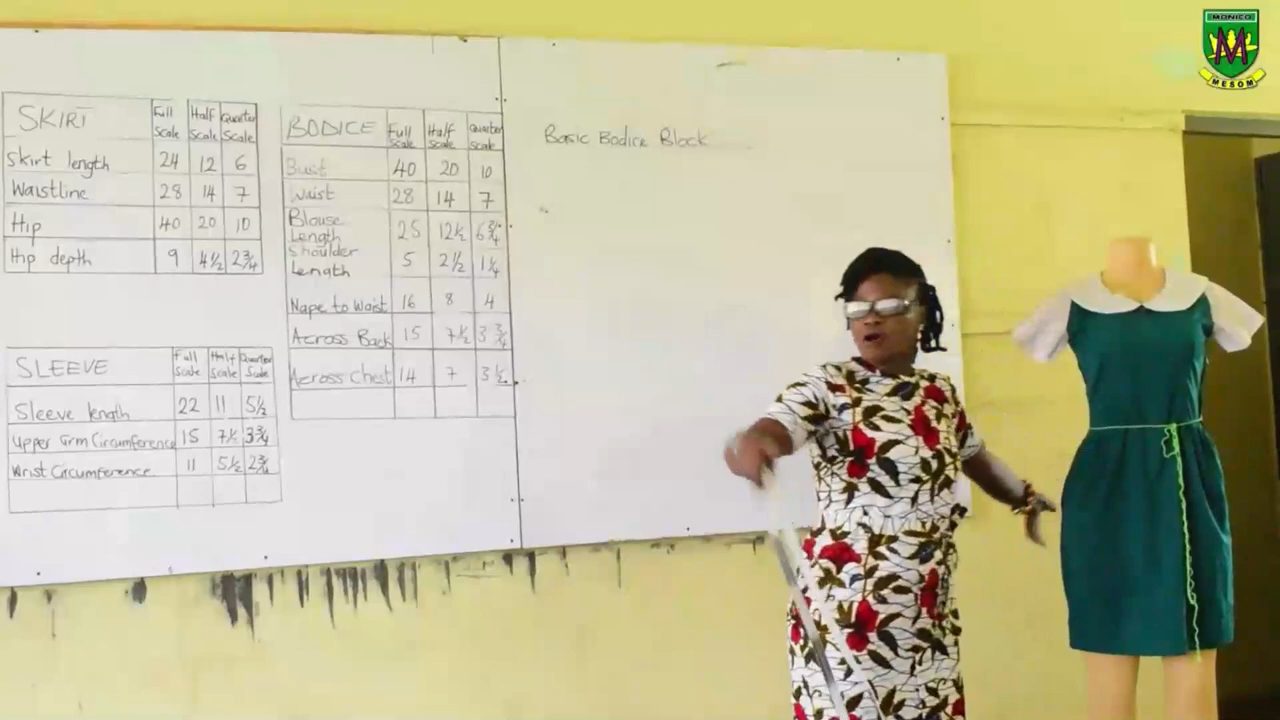 MONICO
M
MESOM
SKIRT Full Scale Half Scale Quarter Scale
Skirt length 24 12 6
Waistline 28 14 7
Hip 40 20 10
Hip depth 9 4½ 2¾
BODICE Full Scale Half Scale Quarter Scale
Bust 40 20 10
Waist 28 14 7
Blouse Length 25 12½ 6¾
Shoulder Length 5 2½ 1¼
Nape to Waist 16 8 4
Across Back 15 7½ 3¾
Across Chest 14 7 3½
SLEEVE Full Scale Half Scale Quarter Scale
Sleeve length 22 11 5½
Upper arm Circumference 15 7½ 3¾
Wrist Circumference 11 5½ 2¾
Basic Bodice Block